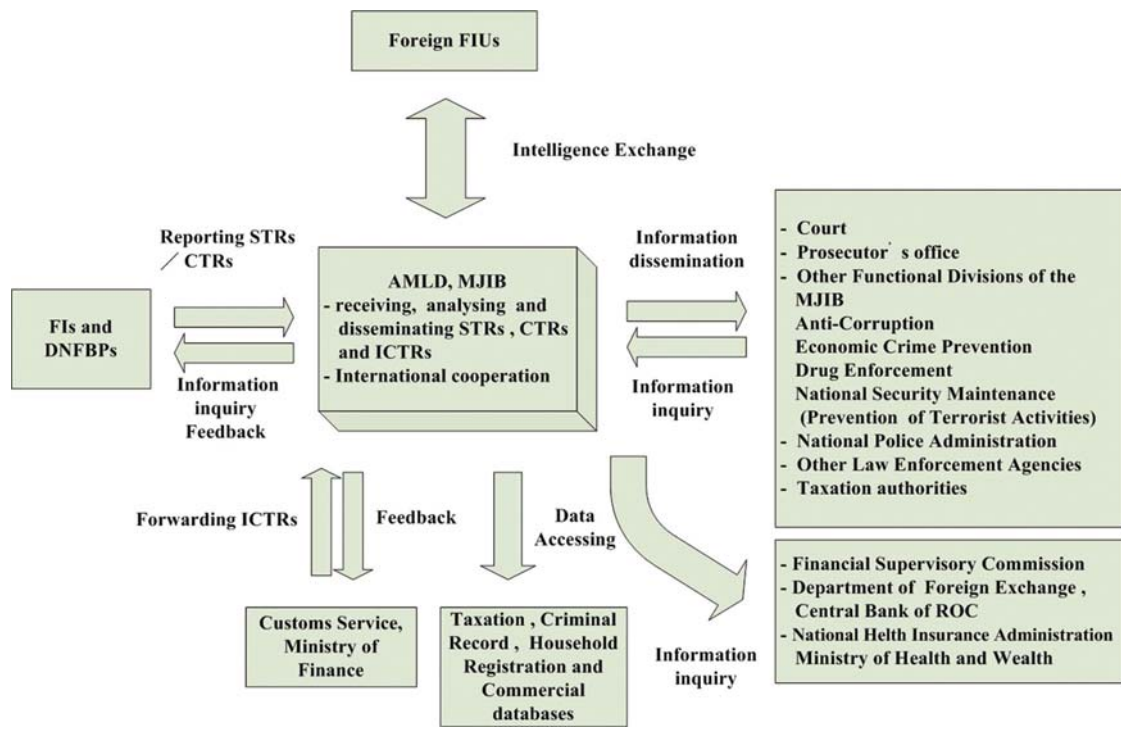 Foreign FIUs
Intelligence Exchange
Reporting STRs
／ CTRs
FIs and
DNFBPs
Information
inquiry
Feedback
AMLD, MJIB
- receiving, analysing and
disseminating STRs , CTRs
and ICTRs
- International cooperation
Information
dissemination
Information
inquiry
- Court
- Prosecutor` s office
- Other Functional Divisions of the
MJIB
Anti-Corruption
Economic Crime Prevention
Drug Enforcement
National Security Maintenance
(Prevention of Terrorist Activities)
- National Police Administration
- Other Law Enforcement Agencies
- Taxation authorities
Forwarding ICTRs
Feedback
Data
Accessing
Customs Service,
Ministry of
Finance
Taxation , Criminal
Record , Household
Registration and
Commercial
databases
Information
inquiry
- Financial Supervisory Commission
- Department of Foreign Exchange ,
Central Bank of ROC
- National Helth Insurance Administration
Ministry of Health and Wealth